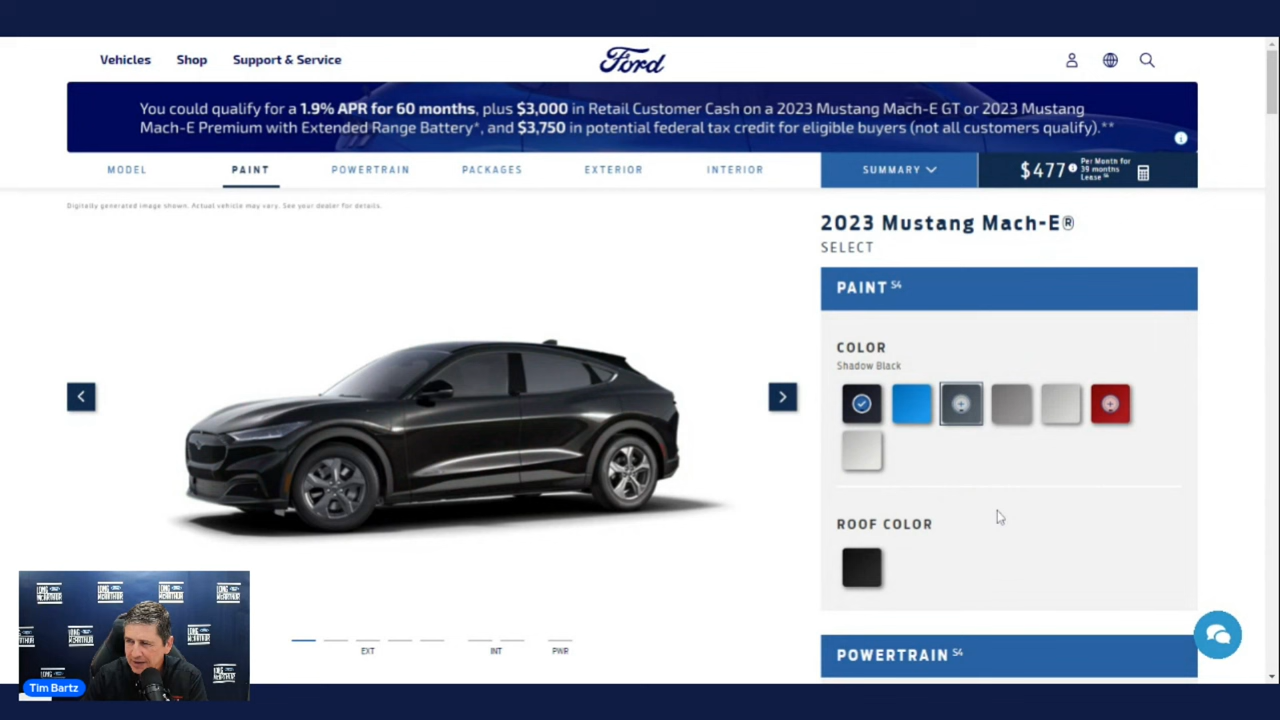 Vehicles
Shop
Support & Service
Ford
You could qualify for a 1.9% APR for 60 months, plus $3,000 in Retail Customer Cash on a 2023 Mustang Mach-E GT or 2023 Mustang
Mach-E Premium with Extended Range Battery*, and $3,750 in potential federal tax credit for eligible buyers (not all customers qualify).**
MODEL
PAINT
POWERTRAIN
PACKAGES
EXTERIOR
INTERIOR
SUMMARY
$477
Per Month for
39 months
Lease
Digitally generated image shown. Actual vehicle may vary. See your dealer for details.
2023 Mustang Mach-E®
SELECT
PAINT 54
COLOR
Shadow Black
ROOF COLOR
EXT
INT
PWR
POWERTRAIN 54
LONG
McARTHUR
Tim Bartz